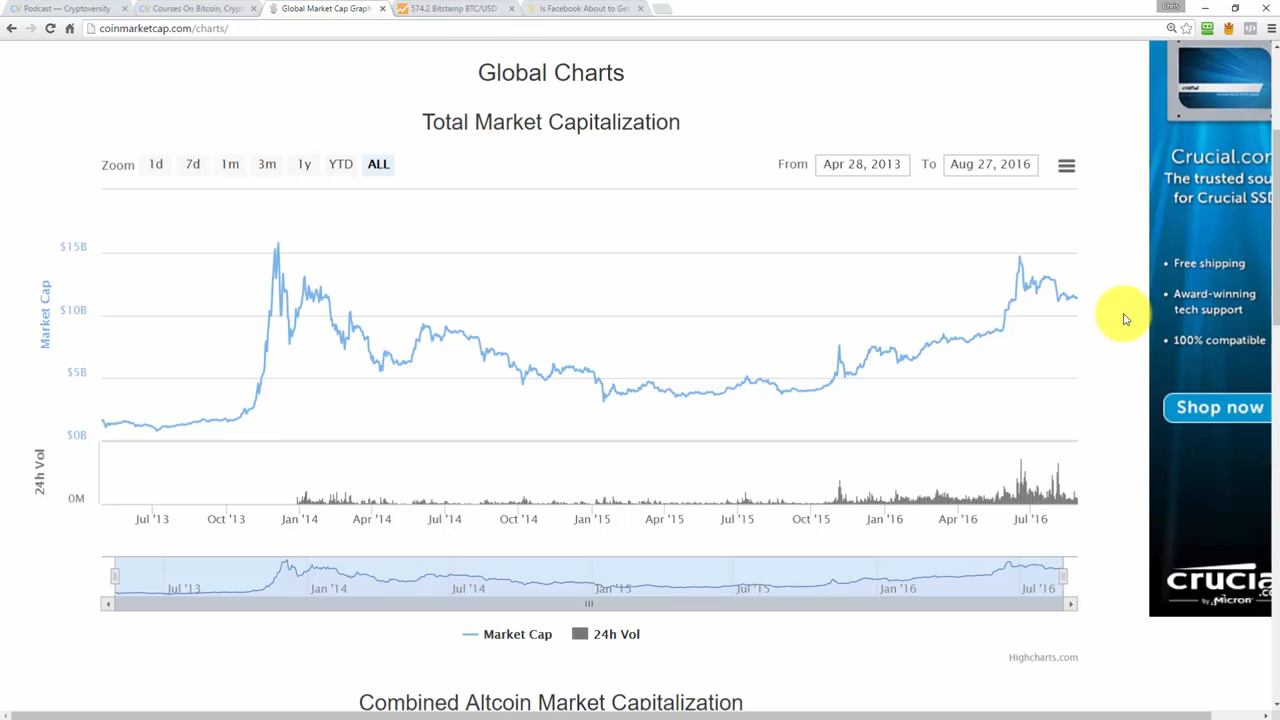 CV Podcast — Cryptoversity
CV Courses On Bitcoin, Crypt
Global Market Cap Graph
574.2 Bitstamp BTC/USD
Is Facebook About to Get
Chris
coinmarketcap.com/charts/
Global Charts
Total Market Capitalization
Zoom 1d 7d 1m 3m 1y YTD ALL
From Apr 28, 2013 To Aug 27, 2016
$15B
$10B
$5B
$0B
Market Cap
24h Vol
0M
Jul '13 Oct '13 Jan '14 Apr '14 Jul '14 Oct '14 Jan '15 Apr '15 Jul '15 Oct '15 Jan '16 Apr '16 Jul '16
Jul '13 Jan '14 Jul '14 Jan '15 Jul '15 Jan '16 Jul '16
Market Cap 24h Vol
Highcharts.com
Combined Altcoin Market Capitalization
crucial
Crucial.com
The trusted sou
for Crucial SSD
• Free shipping
• Award-winning
tech support
• 100% compatible
Shop now
crucia
by Micron